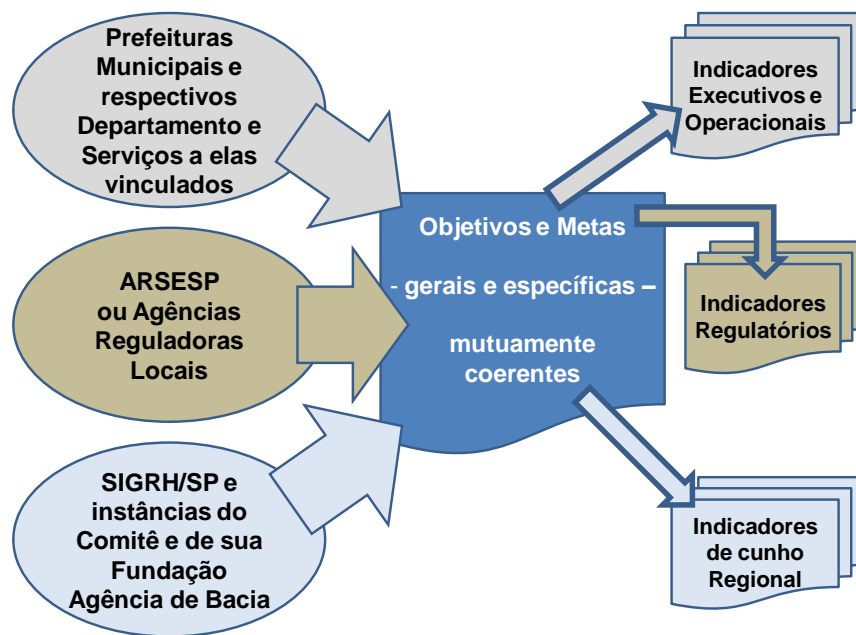 Prefeituras
Municipais e
respectivos
Departamento e
Serviços a elas
vinculados
ARSESP
ou Agências
Reguladoras
Locais
SIGRH/SP e
instâncias do
Comitê e de sua
Fundação
Agência de Bacia
Objetivos e Metas
- gerais e específicas –
mutuamente
coerentes
Indicadores
Executivos e
Operacionais
Indicadores
Regulatórios
Indicadores
de cunho
Regional